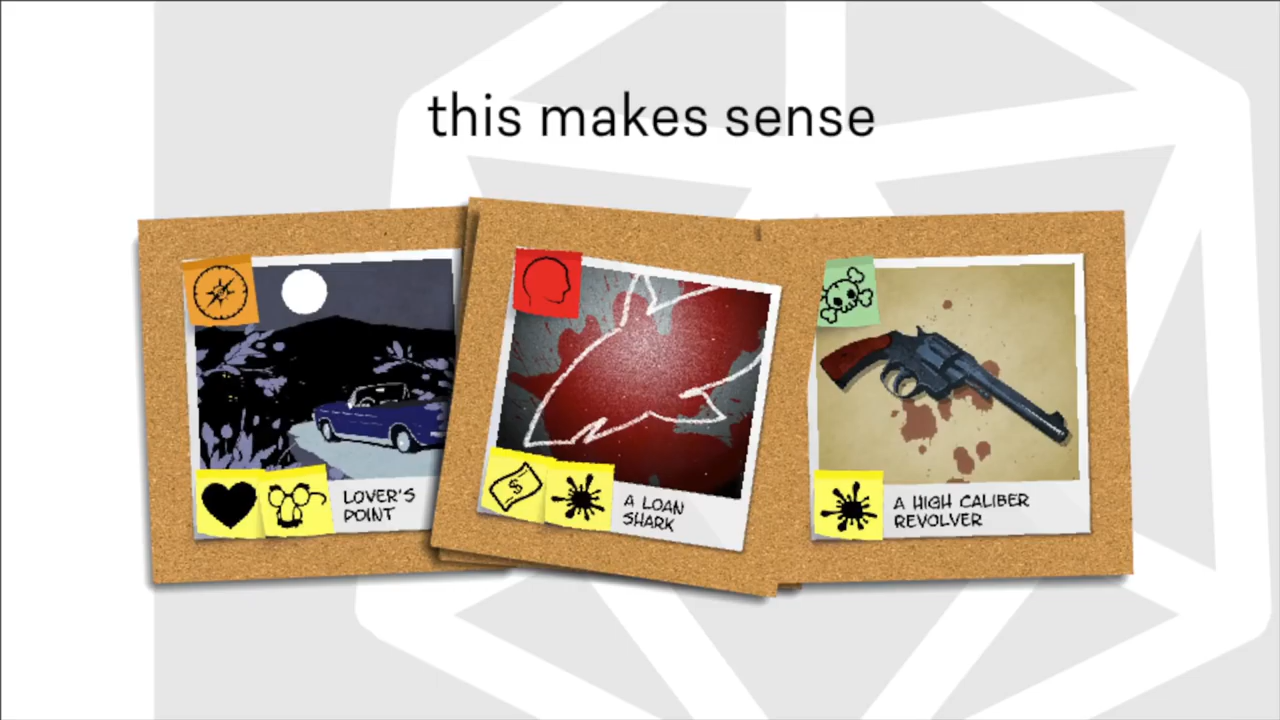 this makes sense
LOVER'S
POINT
A LOAN
SHARK
A HIGH CALIBER
REVOLVER
$